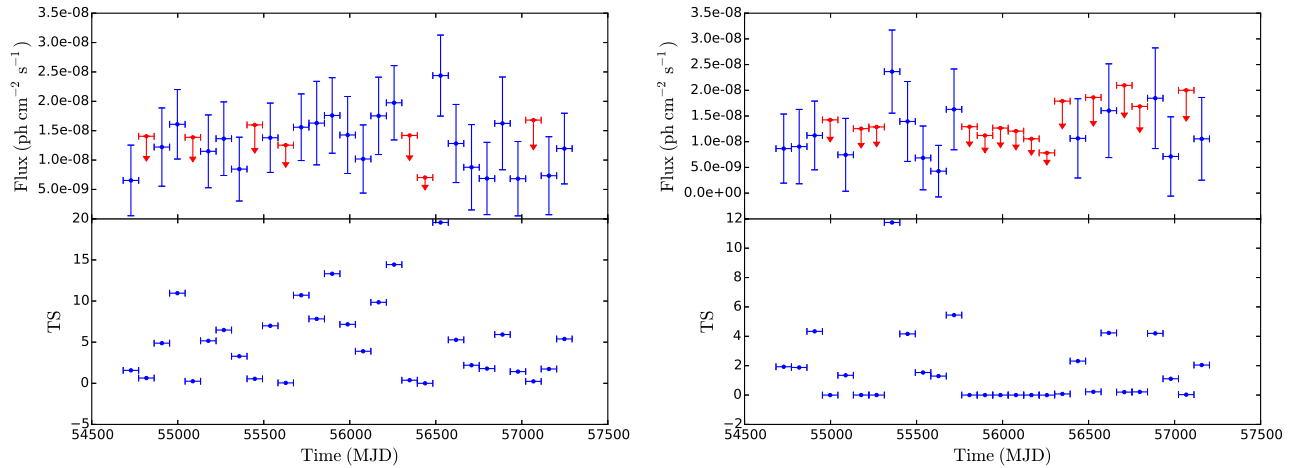 3.5e-08
3.0e-08
2.5e-08
2.0e-08
1.5e-08
1.0e-08
5.0e-09
Flux (ph cm⁻² s⁻¹)
20
15
10
5
0
−5
TS
54500 55000 55500 56000 56500 57000 57500
Time (MJD)
3.5e-08
3.0e-08
2.5e-08
2.0e-08
1.5e-08
1.0e-08
5.0e-09
0.0e+00
Flux (ph cm⁻² s⁻¹)
12
10
8
6
4
2
0
−2
TS
54500 55000 55500 56000 56500 57000 57500
Time (MJD)